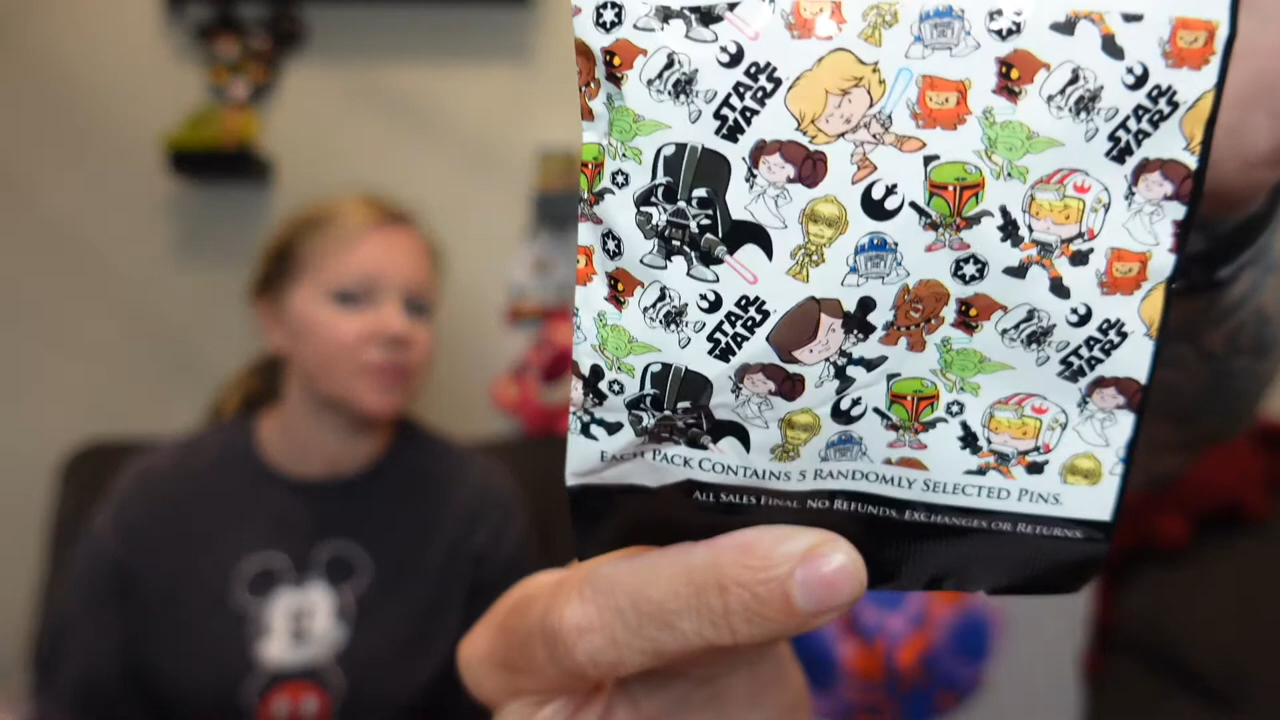 STAR WARS
STAR WARS
STAR WARS
STAR WARS
EACH PACK CONTAINS 5 RANDOMLY SELECTED PINS.
ALL SALES FINAL. NO REFUNDS, EXCHANGES OR RETURNS.